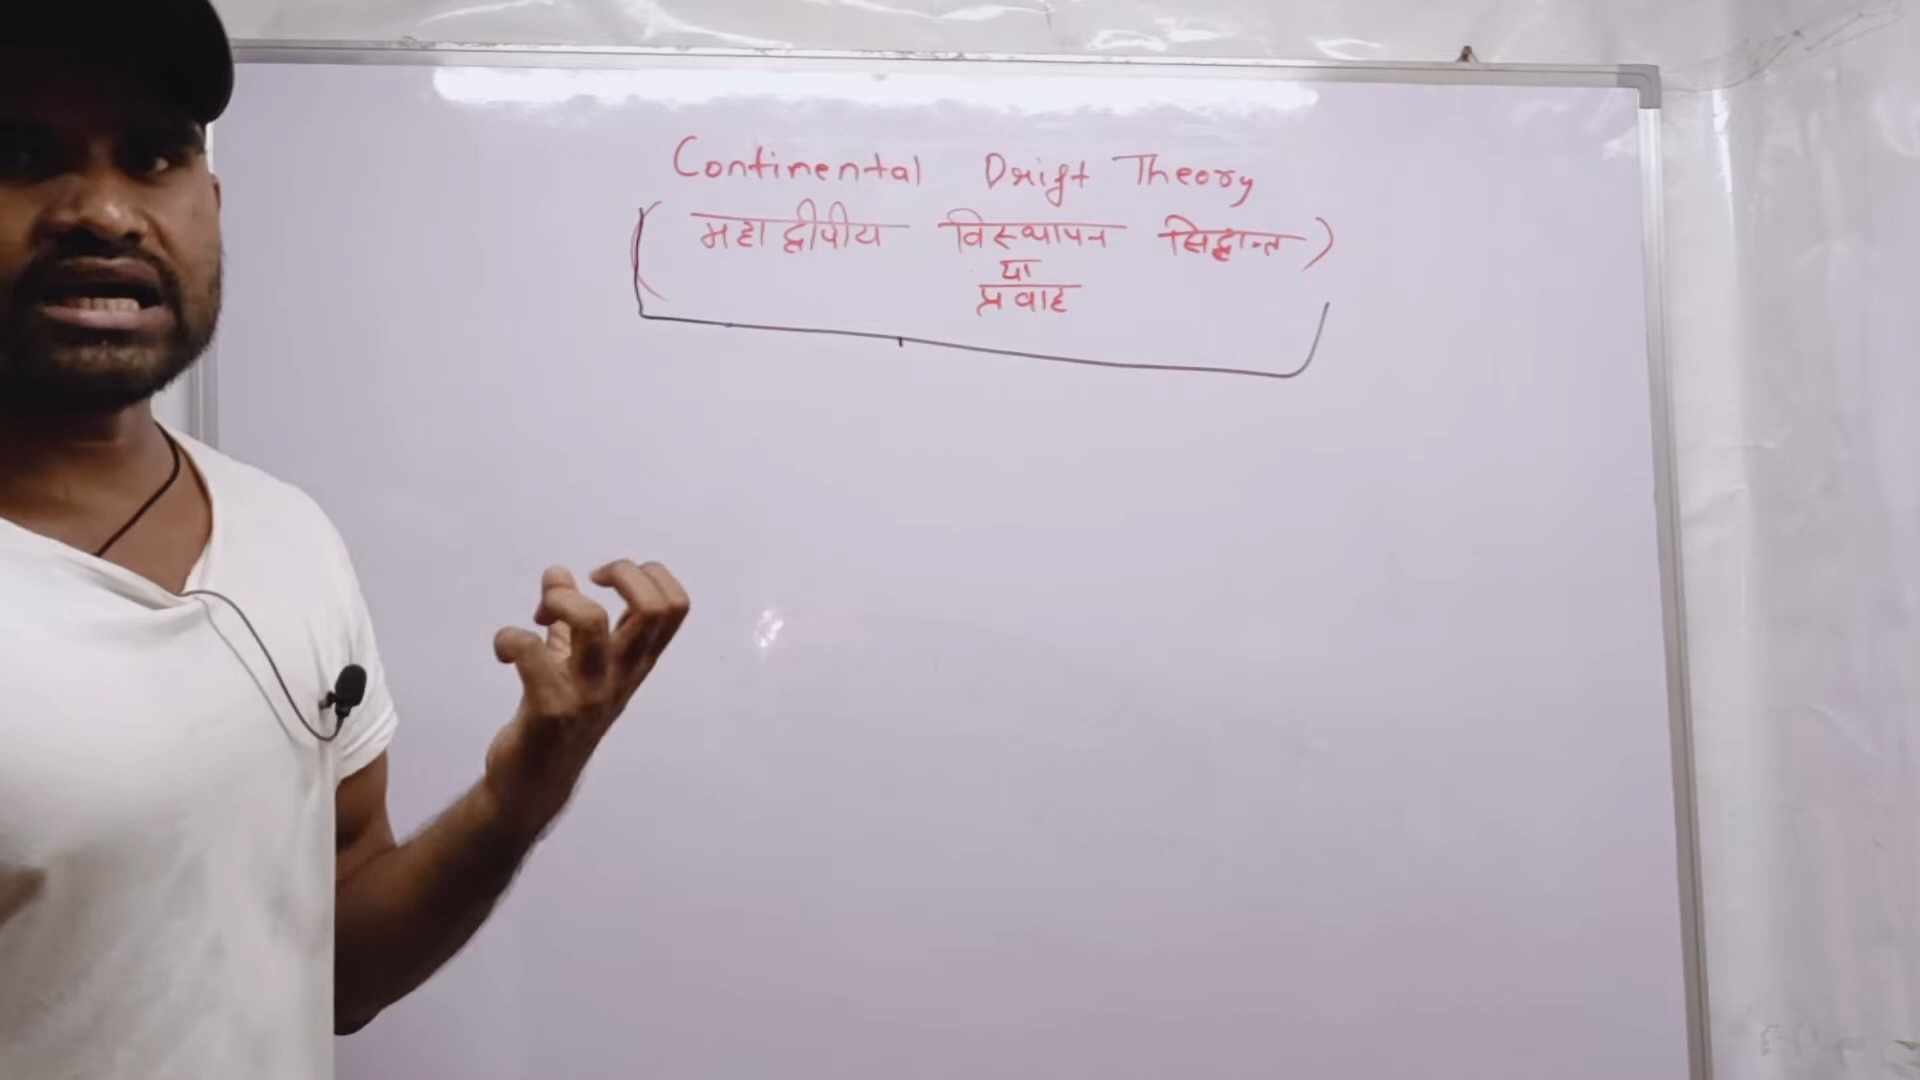 Continental Drift Theory
(महाद्वीपीय विस्थापन सिद्धान्त)
या
प्रवाह